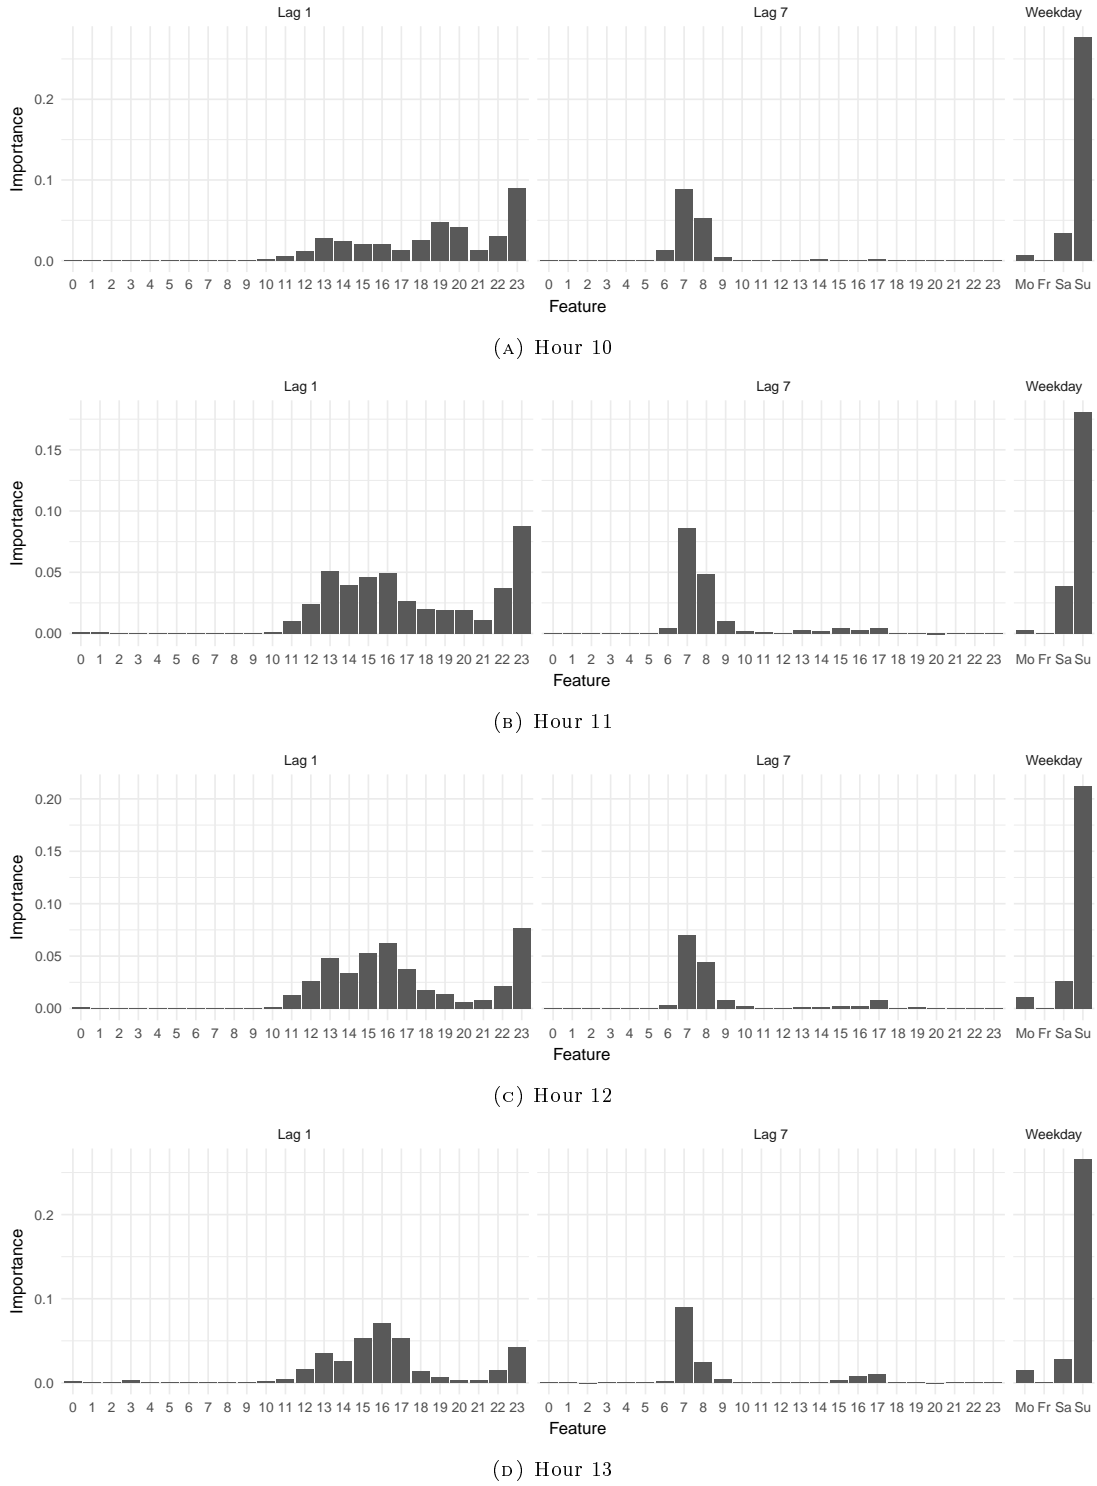 Lag 1 Lag 7 Weekday
0.2
0.1
0.0
Importance
0 1 2 3 4 5 6 7 8 9 10 11 12 13 14 15 16 17 18 19 20 21 22 23 0 1 2 3 4 5 6 7 8 9 10 11 12 13 14 15 16 17 18 19 20 21 22 23 Mo Fr Sa Su
Feature
(A) Hour 10
Lag 1 Lag 7 Weekday
0.15
0.10
0.05
0.00
Importance
0 1 2 3 4 5 6 7 8 9 10 11 12 13 14 15 16 17 18 19 20 21 22 23 0 1 2 3 4 5 6 7 8 9 10 11 12 13 14 15 16 17 18 19 20 21 22 23 Mo Fr Sa Su
Feature
(B) Hour 11
Lag 1 Lag 7 Weekday
0.20
0.15
0.10
0.05
0.00
Importance
0 1 2 3 4 5 6 7 8 9 10 11 12 13 14 15 16 17 18 19 20 21 22 23 0 1 2 3 4 5 6 7 8 9 10 11 12 13 14 15 16 17 18 19 20 21 22 23 Mo Fr Sa Su
Feature
(C) Hour 12
Lag 1 Lag 7 Weekday
0.2
0.1
0.0
Importance
0 1 2 3 4 5 6 7 8 9 10 11 12 13 14 15 16 17 18 19 20 21 22 23 0 1 2 3 4 5 6 7 8 9 10 11 12 13 14 15 16 17 18 19 20 21 22 23 Mo Fr Sa Su
Feature
(D) Hour 13